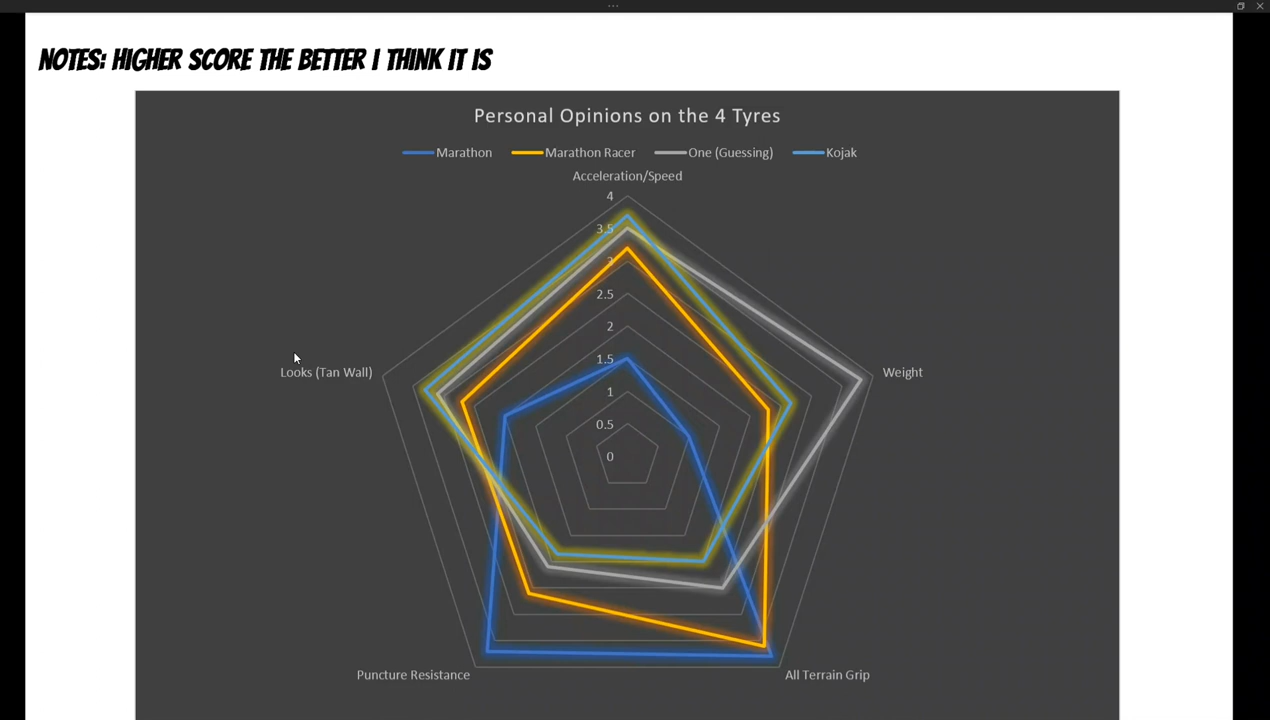 NOTES: HIGHER SCORE THE BETTER I THINK IT IS
Personal Opinions on the 4 Tyres
Marathon Marathon Racer One (Guessing) Kojak
Acceleration/Speed
4
3.5
3
2.5
2
1.5
1
0.5
0
Looks (Tan Wall)
Weight
Puncture Resistance
All Terrain Grip